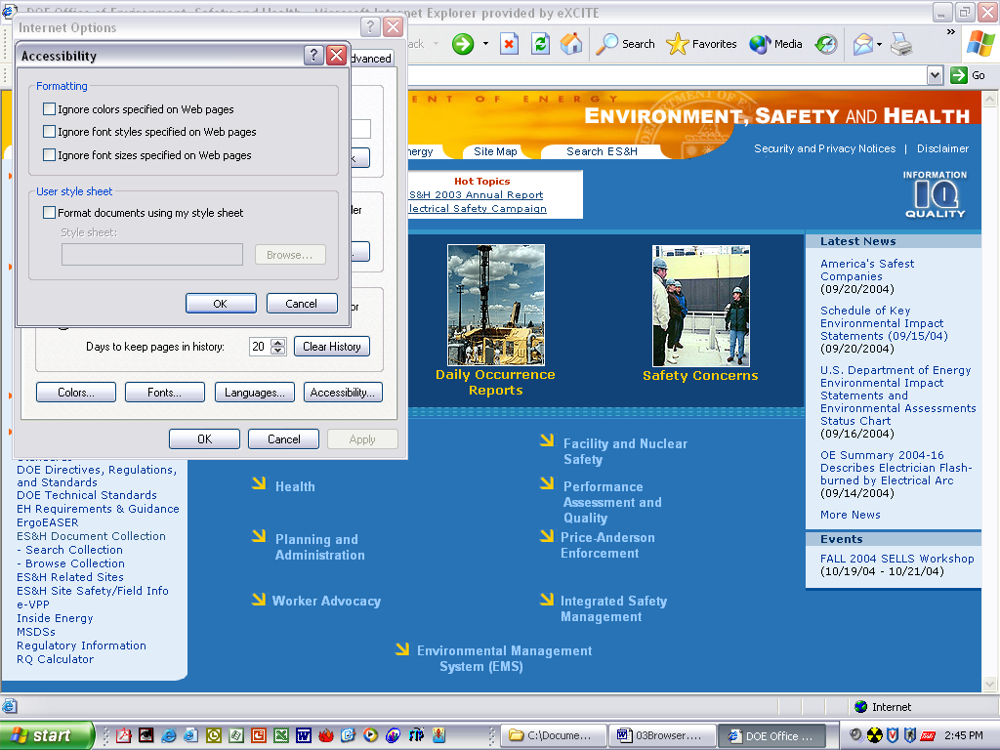 DOE Office of Environment, Safety and Health - Microsoft Internet Explorer provided by eXCITE
Internet Options
Accessibility
Advanced
Formatting
Ignore colors specified on Web pages
Ignore font styles specified on Web pages
Ignore font sizes specified on Web pages
User style sheet
Format documents using my style sheet
Style sheet:
Browse...
OK
Cancel
Days to keep pages in history:
20
Clear History
Colors...
Fonts...
Languages...
Accessibility...
OK
Cancel
Apply
Search
Favorites
Media
»
Go
ENT OF ENERGY
ENVIRONMENT, SAFETY AND HEALTH
nergy
Site Map
Search ES&H
Security and Privacy Notices | Disclaimer
Hot Topics
S&H 2003 Annual Report
lectrical Safety Campaign
INFORMATION
IQ
QUALITY
Daily Occurrence
Reports
Safety Concerns
Latest News
America's Safest
Companies
(09/20/2004)
Schedule of Key
Environmental Impact
Statements (09/15/04)
(09/20/2004)
U.S. Department of Energy
Environmental Impact
Statements and
Environmental Assessments
Status Chart
(09/16/2004)
OE Summary 2004-16
Describes Electrician Flash-
burned by Electrical Arc
(09/14/2004)
More News
Events
FALL 2004 SELLS Workshop
(10/19/04 - 10/21/04)
Standards
DOE Directives, Regulations,
and Standards
DOE Technical Standards
EH Requirements & Guidance
ErgoEASER
ES&H Document Collection
- Search Collection
- Browse Collection
ES&H Related Sites
ES&H Site Safety/Field Info
e-VPP
Inside Energy
MSDSs
Regulatory Information
RQ Calculator
Health
Planning and
Administration
Worker Advocacy
Facility and Nuclear
Safety
Performance
Assessment and
Quality
Price-Anderson
Enforcement
Integrated Safety
Management
Environmental Management
System (EMS)
Internet
start
C:\Docume...
03Browser....
DOE Office ...
2:45 PM